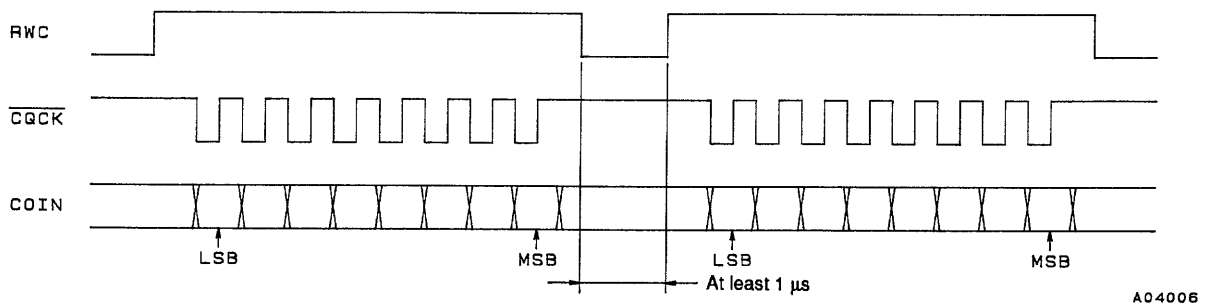 RWC
CQCK
COIN
LSB
MSB
LSB
MSB
At least 1 µs
A04006